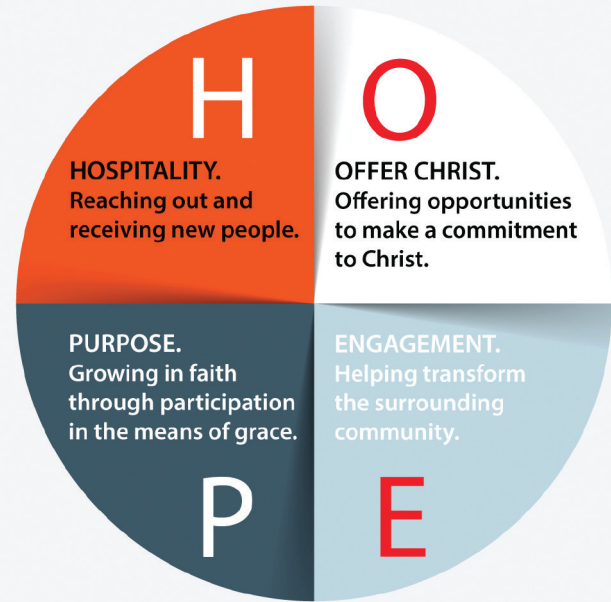 H
HOSPITALITY.
Reaching out and
receiving new people.
O
OFFER CHRIST.
Offering opportunities
to make a commitment
to Christ.
PURPOSE.
Growing in faith
through participation
in the means of grace.
P
ENGAGEMENT.
Helping transform
the surrounding
community.
E